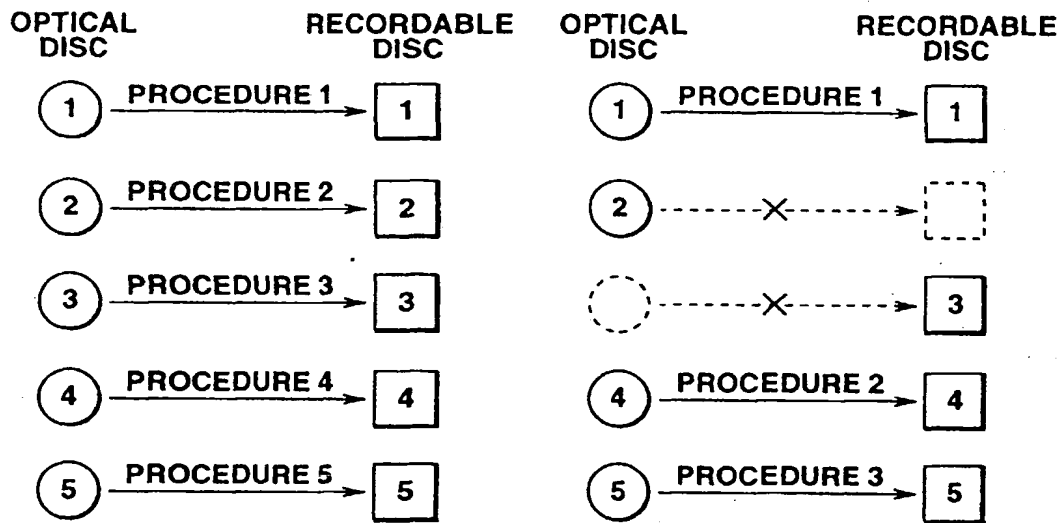 OPTICAL DISC RECORDABLE DISC
1 PROCEDURE 1 1
2 PROCEDURE 2 2
3 PROCEDURE 3 3
4 PROCEDURE 4 4
5 PROCEDURE 5 5
OPTICAL DISC RECORDABLE DISC
1 PROCEDURE 1 1
2
3
4 PROCEDURE 2 4
5 PROCEDURE 3 5